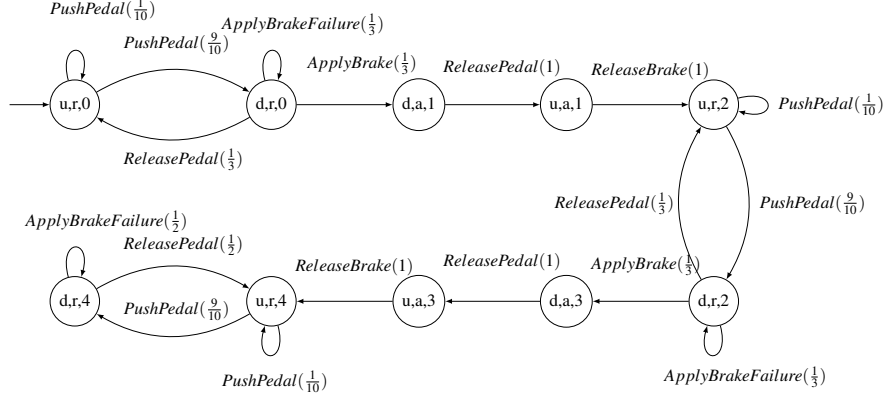 PushPedal(1/10)
ApplyBrakeFailure(1/3)
PushPedal(9/10)
ApplyBrake(1/3)
ReleasePedal(1)
ReleaseBrake(1)
u,r,0
d,r,0
d,a,1
u,a,1
u,r,2
PushPedal(1/10)
ReleasePedal(1/3)
ReleasePedal(1/3)
PushPedal(9/10)
ApplyBrakeFailure(1/2)
ReleasePedal(1/2)
ReleaseBrake(1)
ReleasePedal(1)
ApplyBrake(1/3)
d,r,4
PushPedal(9/10)
u,r,4
u,a,3
d,a,3
d,r,2
PushPedal(1/10)
ApplyBrakeFailure(1/3)